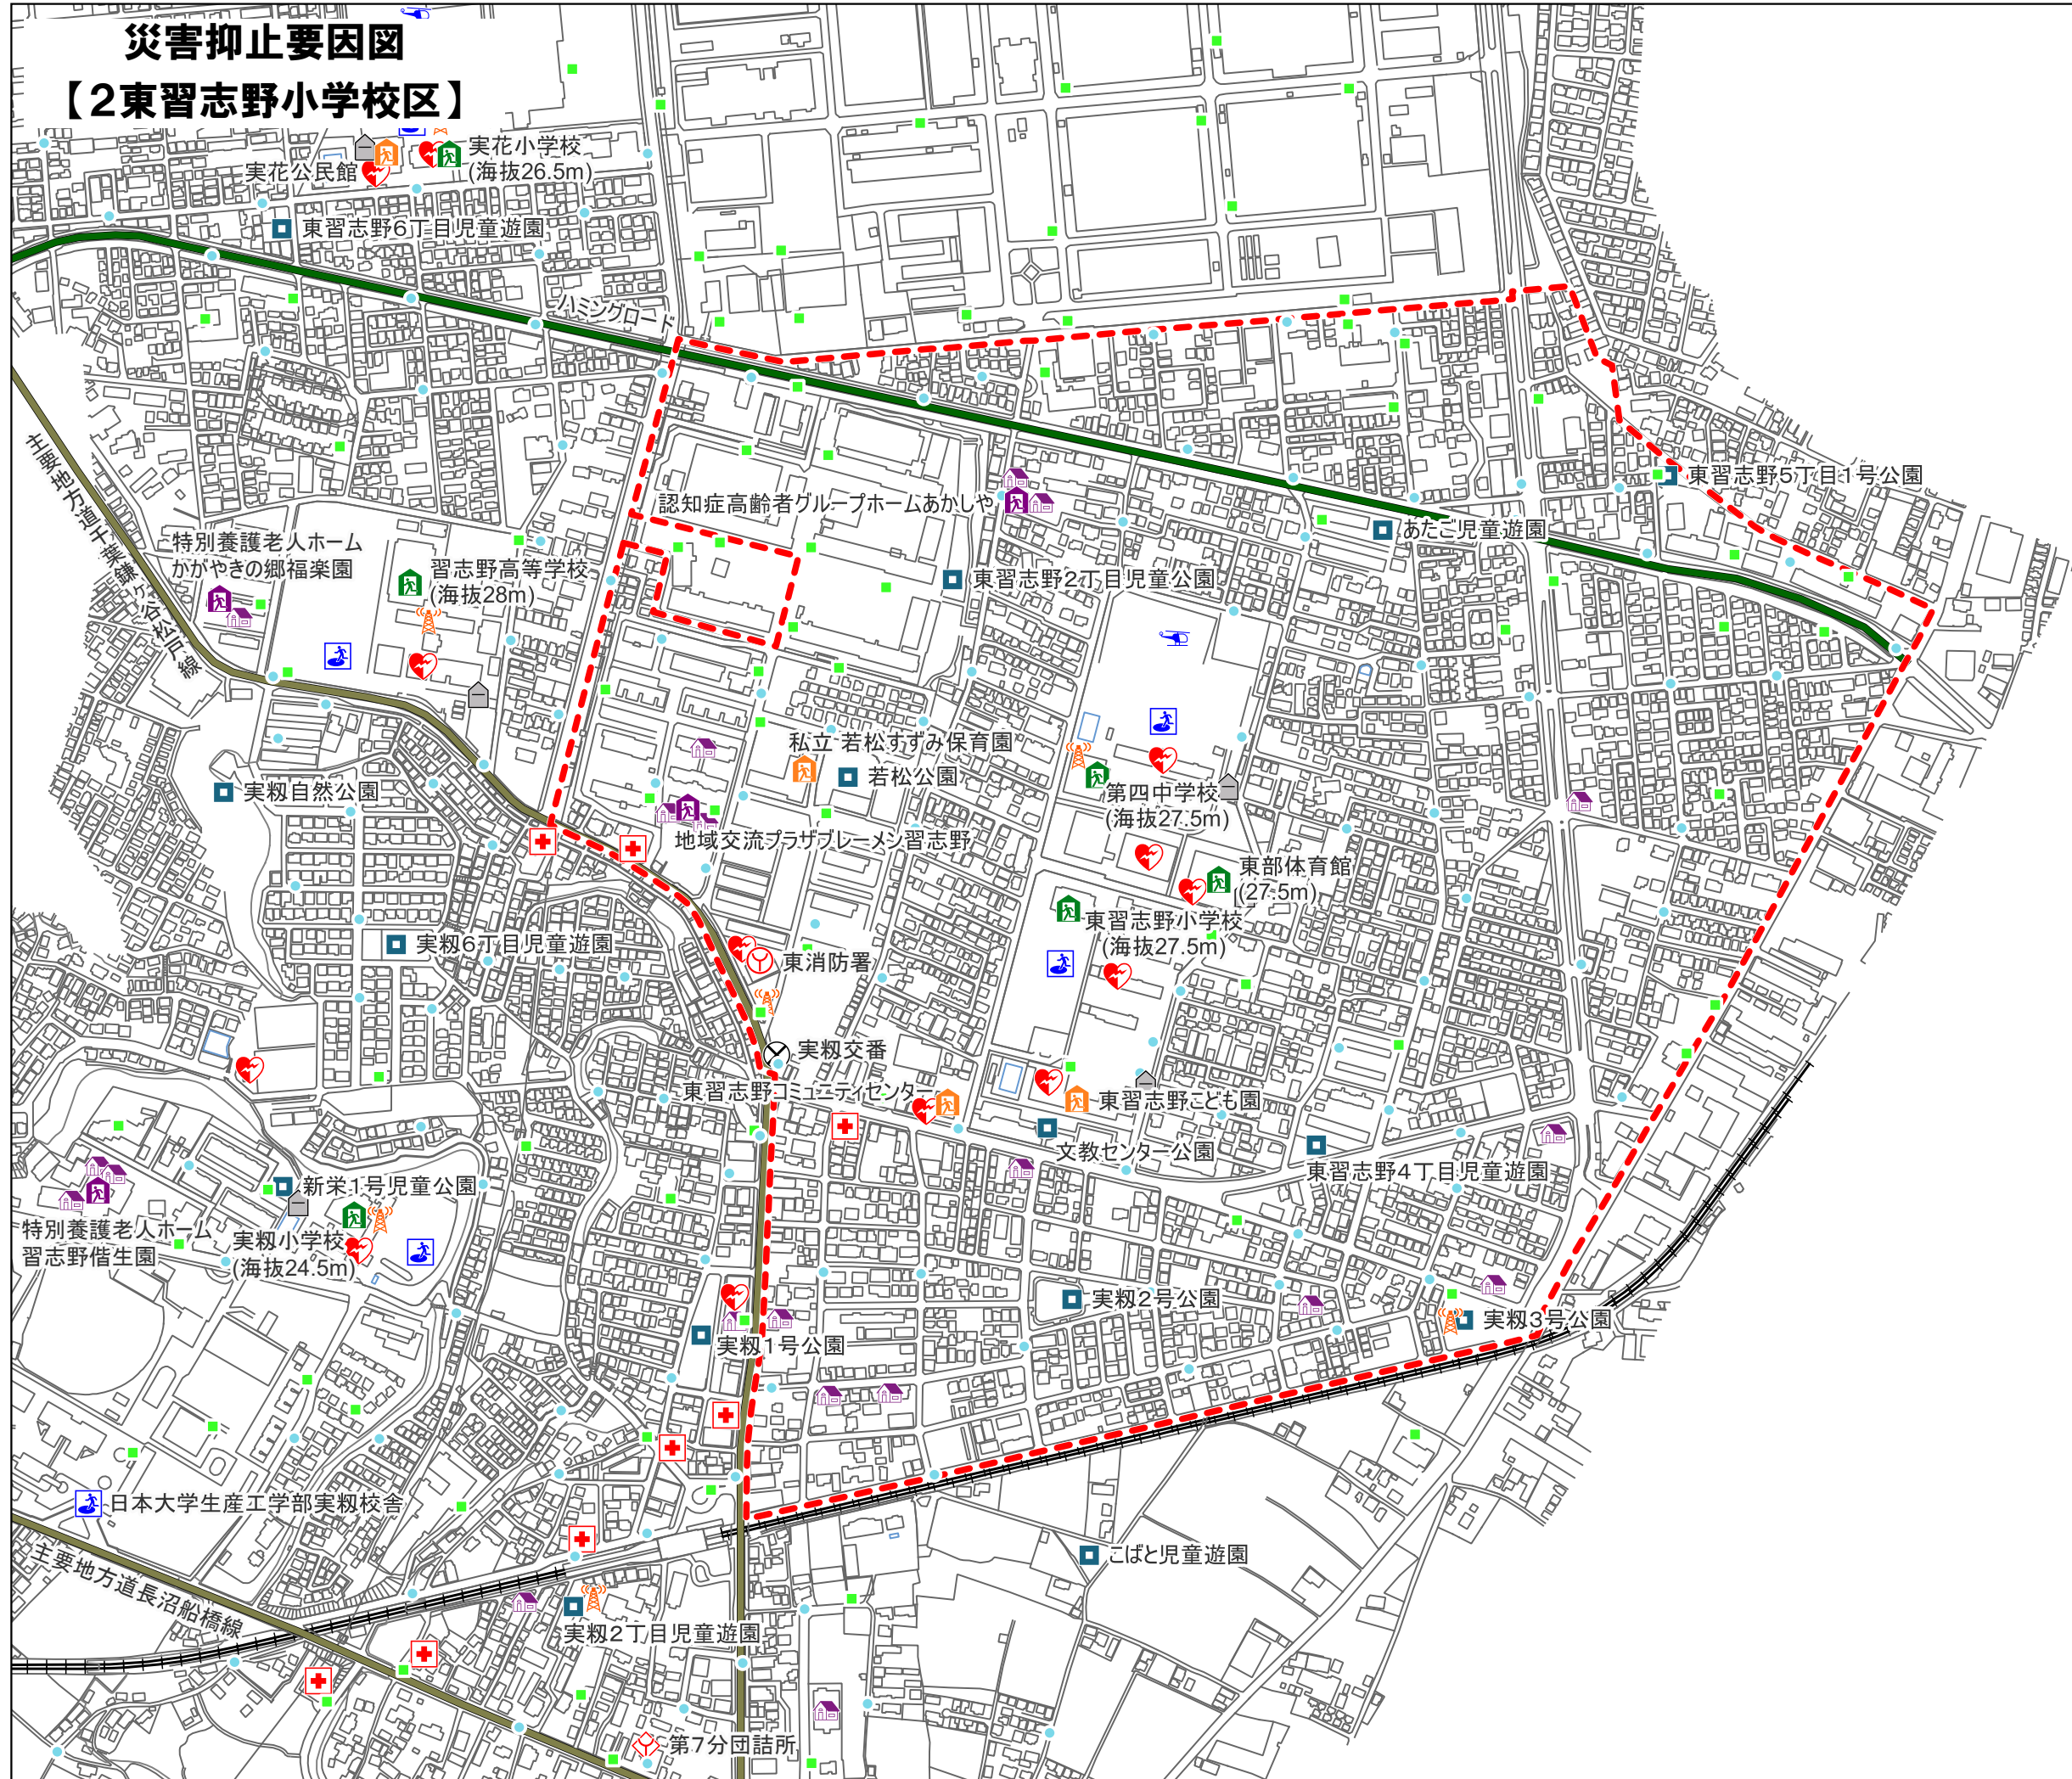 災害抑止要因図
【2東習志野小学校区】
実花小学校
(海抜26.5m)
実花公民館
東習志野6丁目児童遊園
ハミングロード
主要地方道千葉鎌ケ谷松戸線
東習志野5丁目1号公園
認知症高齢者グループホームあかしや
あたご児童遊園
特別養護老人ホーム
かがやきの郷福楽園
習志野高等学校
(海抜28m)
東習志野2丁目児童公園
私立 若松すずみ保育園
若松公園
実籾自然公園
第四中学校
(海抜27.5m)
地域交流プラザブレーメン習志野
東部体育館
(27.5m)
東習志野小学校
(海抜27.5m)
実籾6丁目児童遊園
東消防署
実籾交番
東習志野コミュニティセンター
東習志野こども園
文教センター公園
東習志野4丁目児童遊園
新栄1号児童公園
特別養護老人ホーム
習志野偕生園
実籾小学校
(海抜24.5m)
実籾2号公園
実籾3号公園
実籾1号公園
日本大学生産工学部実籾校舎
主要地方道長沼船橋線
こばと児童遊園
実籾2丁目児童遊園
第7分団詰所